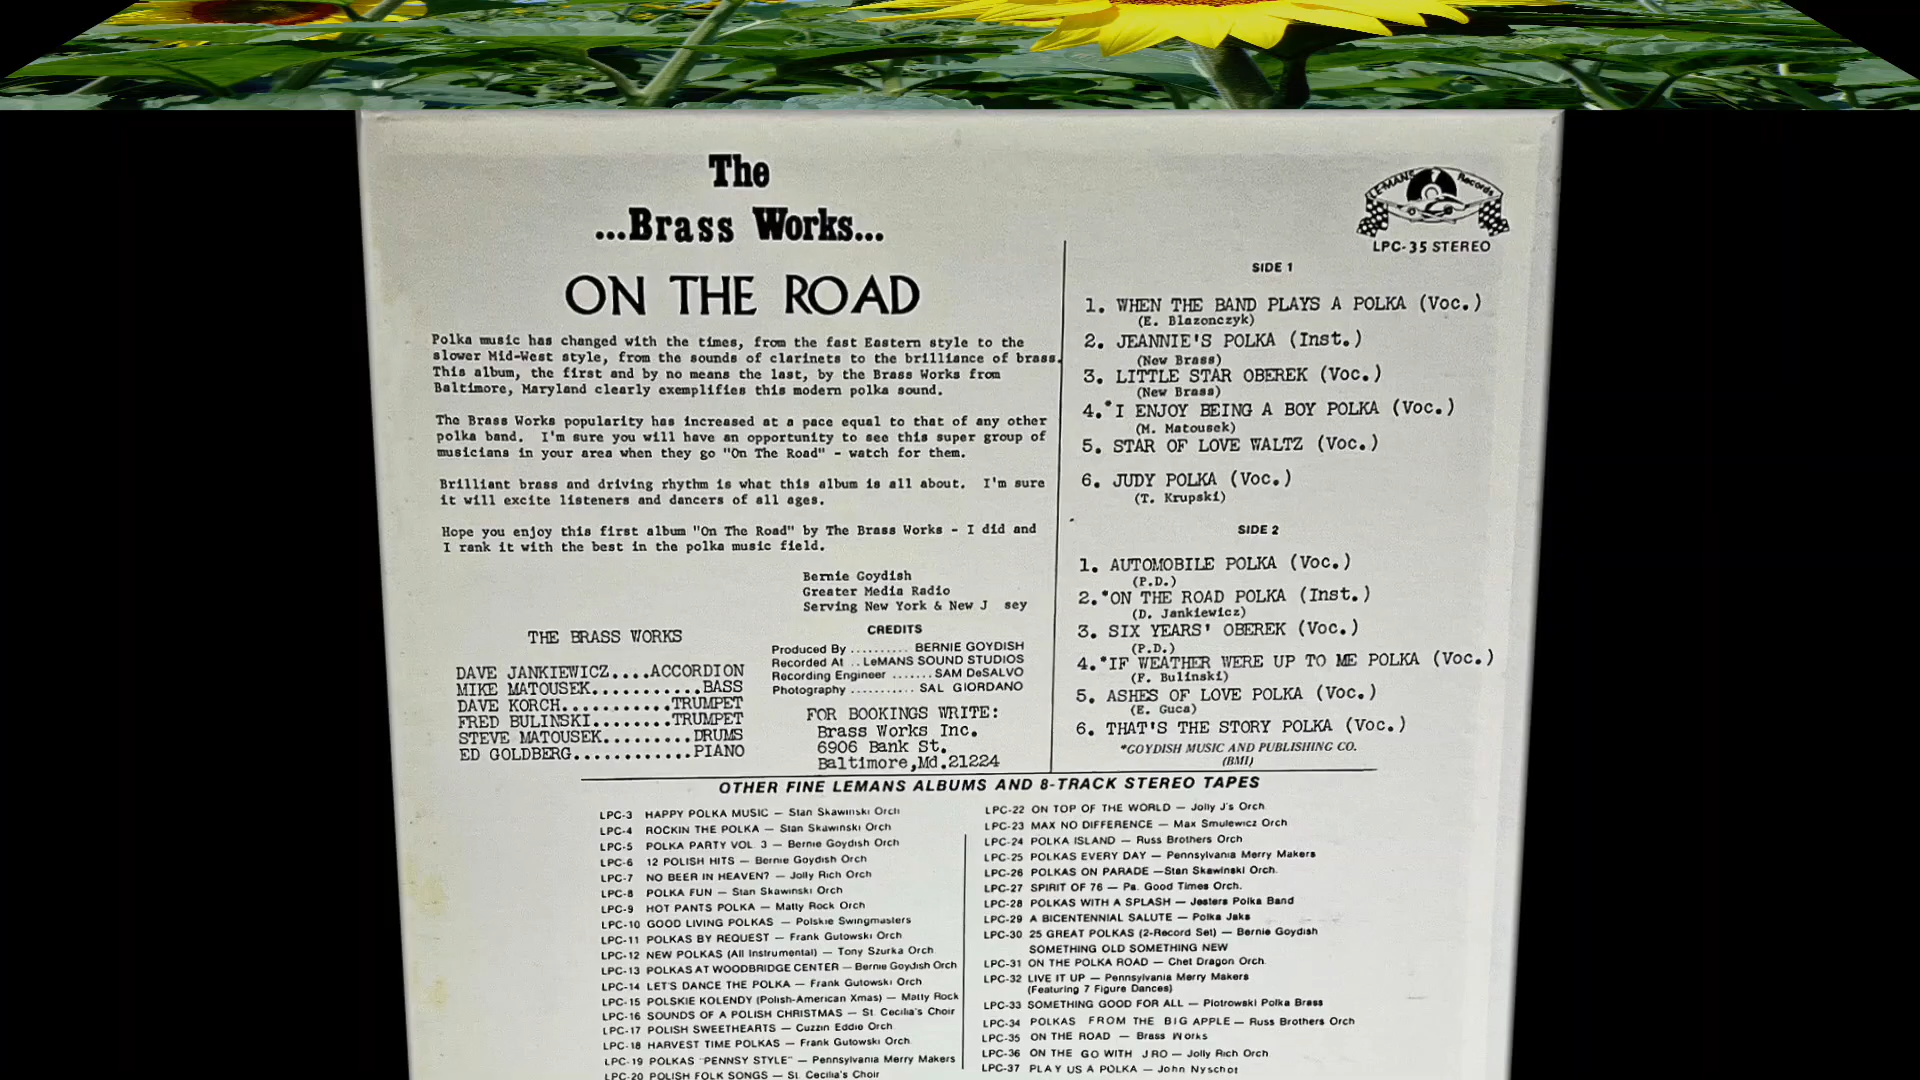 The
...Brass Works...
ON THE ROAD
Polka music has changed with the times, from the fast Eastern style to the
slower Mid-West style, from the sounds of clarinets to the brilliance of brass.
This album, the first and by no means the last, by the Brass Works from
Baltimore, Maryland clearly exemplifies this modern polka sound.
The Brass Works popularity has increased at a pace equal to that of any other
polka band. I'm sure you will have an opportunity to see this super group of
musicians in your area when they go "On The Road" - watch for them.
Brilliant brass and driving rhythm is what this album is all about. I'm sure
it will excite listeners and dancers of all ages.
Hope you enjoy this first album "On The Road" by The Brass Works - I did and
I rank it with the best in the polka music field.
Bernie Goydish
Greater Media Radio
Serving New York & New J sey
THE BRASS WORKS
DAVE JANKIEWICZ....ACCORDION
MIKE MATOUSEK...........BASS
DAVE KORCH...........TRUMPET
FRED BULINSKI........TRUMPET
STEVE MATOUSEK.........DRUMS
ED GOLDBERG............PIANO
CREDITS
Produced By .......... BERNIE GOYDISH
Recorded At .. LeMANS SOUND STUDIOS
Recording Engineer ....... SAM DeSALVO
Photography .......... SAL GIORDANO
FOR BOOKINGS WRITE:
Brass Works Inc.
6906 Bank St.
Baltimore,Md.21224
LE-MANS Records
LPC-35 STEREO
SIDE 1
1. WHEN THE BAND PLAYS A POLKA (Voc.)
(E. Blazonczyk)
2. JEANNIE'S POLKA (Inst.)
(New Brass)
3. LITTLE STAR OBEREK (Voc.)
(New Brass)
4.*I ENJOY BEING A BOY POLKA (Voc.)
(M. Matousek)
5. STAR OF LOVE WALTZ (Voc.)
6. JUDY POLKA (Voc.)
(T. Krupski)
SIDE 2
1. AUTOMOBILE POLKA (Voc.)
(P.D.)
2.*ON THE ROAD POLKA (Inst.)
(D. Jankiewicz)
3. SIX YEARS' OBEREK (Voc.)
(P.D.)
4.*IF WEATHER WERE UP TO ME POLKA (Voc.)
(F. Bulinski)
5. ASHES OF LOVE POLKA (Voc.)
(E. Guca)
6. THAT'S THE STORY POLKA (Voc.)
*GOYDISH MUSIC AND PUBLISHING CO.
(BMI)
OTHER FINE LEMANS ALBUMS AND 8-TRACK STEREO TAPES
LPC-3 HAPPY POLKA MUSIC — Stan Skawinski Orch
LPC-4 ROCKIN THE POLKA — Stan Skawinski Orch
LPC-5 POLKA PARTY VOL. 3 — Bernie Goydish Orch
LPC-6 12 POLISH HITS — Bernie Goydish Orch
LPC-7 NO BEER IN HEAVEN? — Jolly Rich Orch
LPC-8 POLKA FUN — Stan Skawinski Orch
LPC-9 HOT PANTS POLKA — Matty Rock Orch
LPC-10 GOOD LIVING POLKAS — Polskie Swingmasters
LPC-11 POLKAS BY REQUEST — Frank Gutowski Orch
LPC-12 NEW POLKAS (All Instrumental) — Tony Szurka Orch
LPC-13 POLKAS AT WOODBRIDGE CENTER — Bernie Goydish Orch
LPC-14 LET'S DANCE THE POLKA — Frank Gutowski Orch
LPC-15 POLSKIE KOLENDY (Polish-American Xmas) — Matty Rock
LPC-16 SOUNDS OF A POLISH CHRISTMAS — St. Cecilia's Choir
LPC-17 POLISH SWEETHEARTS — Cuzzin Eddie Orch
LPC-18 HARVEST TIME POLKAS — Frank Gutowski Orch
LPC-19 POLKAS "PENNSY STYLE" — Pennsylvania Merry Makers
LPC-20 POLISH FOLK SONGS — St. Cecilia's Choir
LPC-22 ON TOP OF THE WORLD — Jolly J's Orch
LPC-23 MAX NO DIFFERENCE — Max Smulewicz Orch
LPC-24 POLKA ISLAND — Russ Brothers Orch
LPC-25 POLKAS EVERY DAY — Pennsylvania Merry Makers
LPC-26 POLKAS ON PARADE —Stan Skawinski Orch.
LPC-27 SPIRIT OF 76 — Pa. Good Times Orch.
LPC-28 POLKAS WITH A SPLASH — Jesters Polka Band
LPC-29 A BICENTENNIAL SALUTE — Polka Jaks
LPC-30 25 GREAT POLKAS (2-Record Set) — Bernie Goydish
SOMETHING OLD SOMETHING NEW
LPC-31 ON THE POLKA ROAD — Chet Dragon Orch.
LPC-32 LIVE IT UP — Pennsylvania Merry Makers
(Featuring 7 Figure Dances)
LPC-33 SOMETHING GOOD FOR ALL — Piotrowski Polka Brass
LPC-34 POLKAS FROM THE BIG APPLE — Russ Brothers Orch
LPC-35 ON THE ROAD — Brass Works
LPC-36 ON THE GO WITH JRO — Jolly Rich Orch
LPC-37 PLAY US A POLKA — John Nyschot